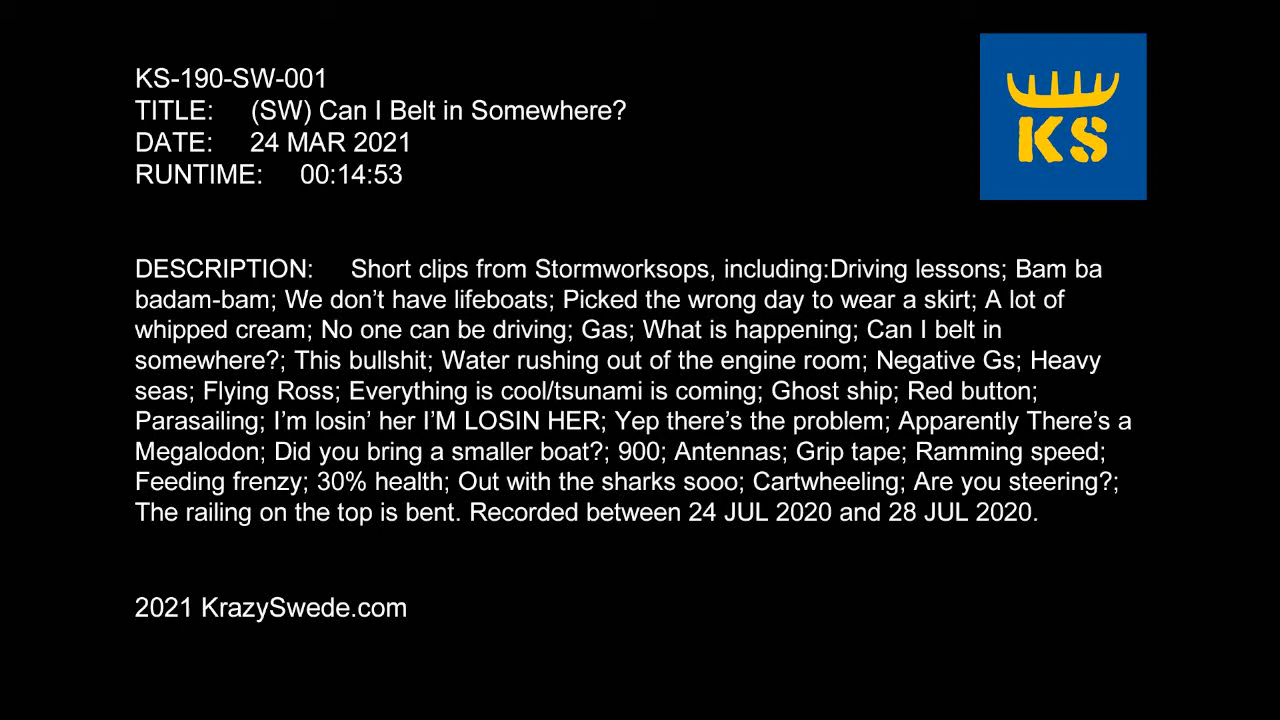 KS-190-SW-001
TITLE: (SW) Can I Belt in Somewhere?
DATE: 24 MAR 2021
RUNTIME: 00:14:53
KS
DESCRIPTION: Short clips from Stormworksops, including:Driving lessons; Bam ba
badam-bam; We don’t have lifeboats; Picked the wrong day to wear a skirt; A lot of
whipped cream; No one can be driving; Gas; What is happening; Can I belt in
somewhere?; This bullshit; Water rushing out of the engine room; Negative Gs; Heavy
seas; Flying Ross; Everything is cool/tsunami is coming; Ghost ship; Red button;
Parasailing; I’m losin’ her I’M LOSIN HER; Yep there’s the problem; Apparently There’s a
Megalodon; Did you bring a smaller boat?; 900; Antennas; Grip tape; Ramming speed;
Feeding frenzy; 30% health; Out with the sharks sooo; Cartwheeling; Are you steering?;
The railing on the top is bent. Recorded between 24 JUL 2020 and 28 JUL 2020.
2021 KrazySwede.com